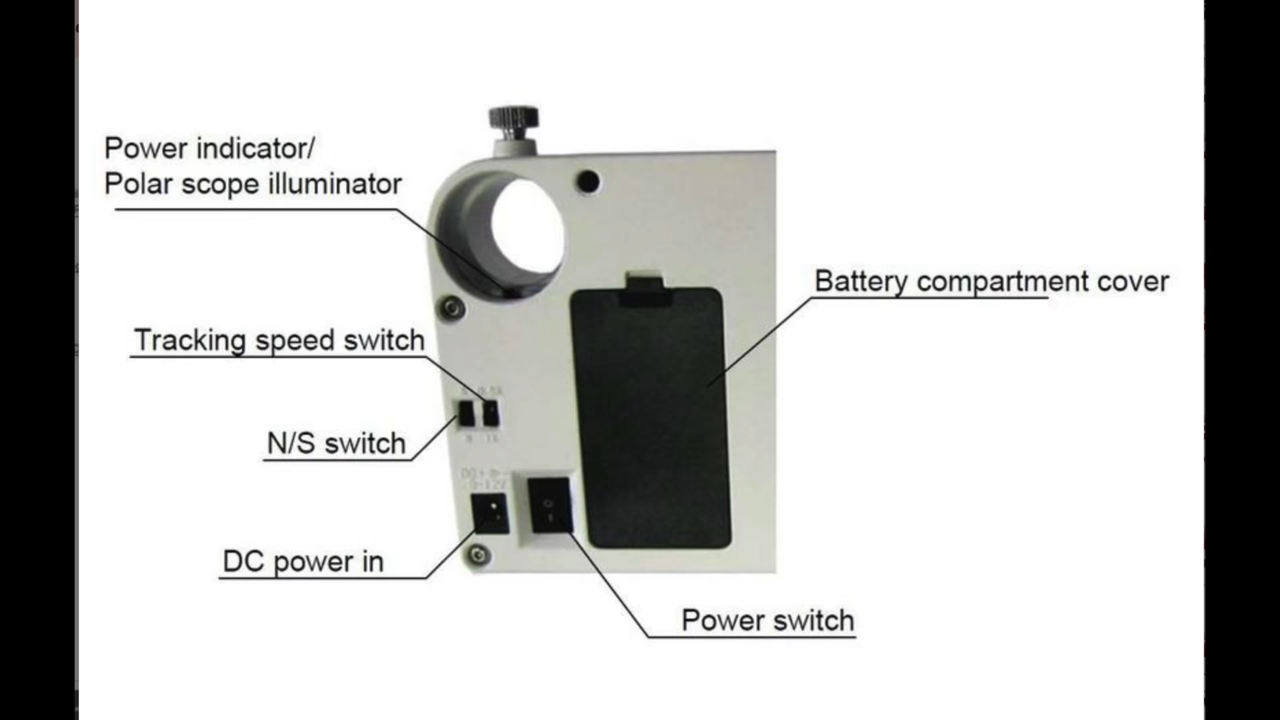 Power indicator/
Polar scope illuminator
Battery compartment cover
Tracking speed switch
N/S switch
DC power in
Power switch